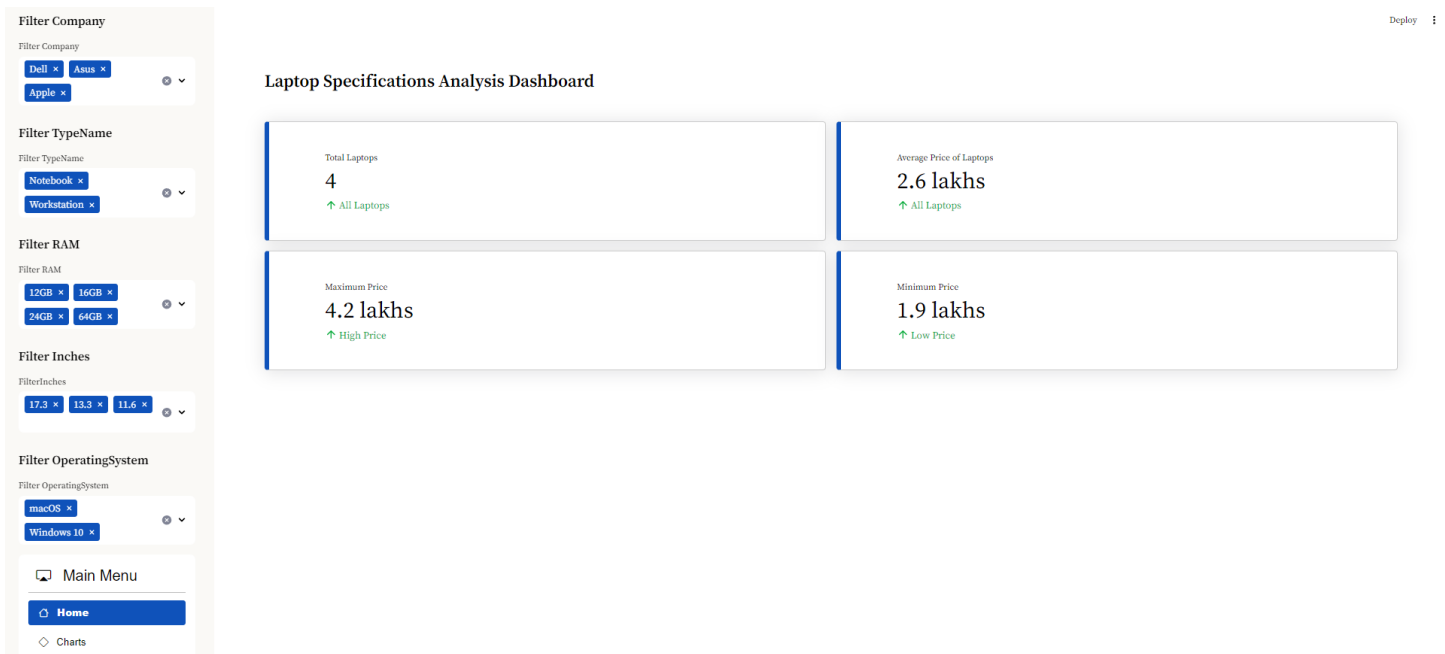 Filter Company
Filter Company
Dell × Asus ×
Apple ×
Filter TypeName
Filter TypeName
Notebook ×
Workstation ×
Filter RAM
Filter RAM
12GB × 16GB ×
24GB × 64GB ×
Filter Inches
FilterInches
17.3 × 13.3 × 11.6 ×
Filter OperatingSystem
Filter OperatingSystem
macOS ×
Windows 10 ×
Main Menu
Home
Charts
Deploy
Laptop Specifications Analysis Dashboard
Total Laptops
4
↑ All Laptops
Average Price of Laptops
2.6 lakhs
↑ All Laptops
Maximum Price
4.2 lakhs
↑ High Price
Minimum Price
1.9 lakhs
↑ Low Price